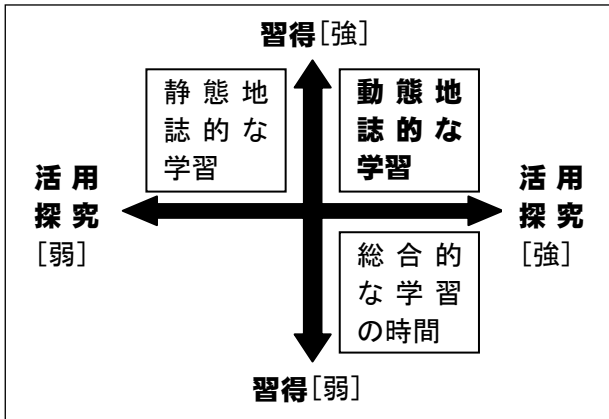 習得[強]
静態地
誌的な
学習
動態地
誌的な
学習
活用
探究
[弱]
活用
探究
[強]
総合的
な学習
の時間
習得[弱]